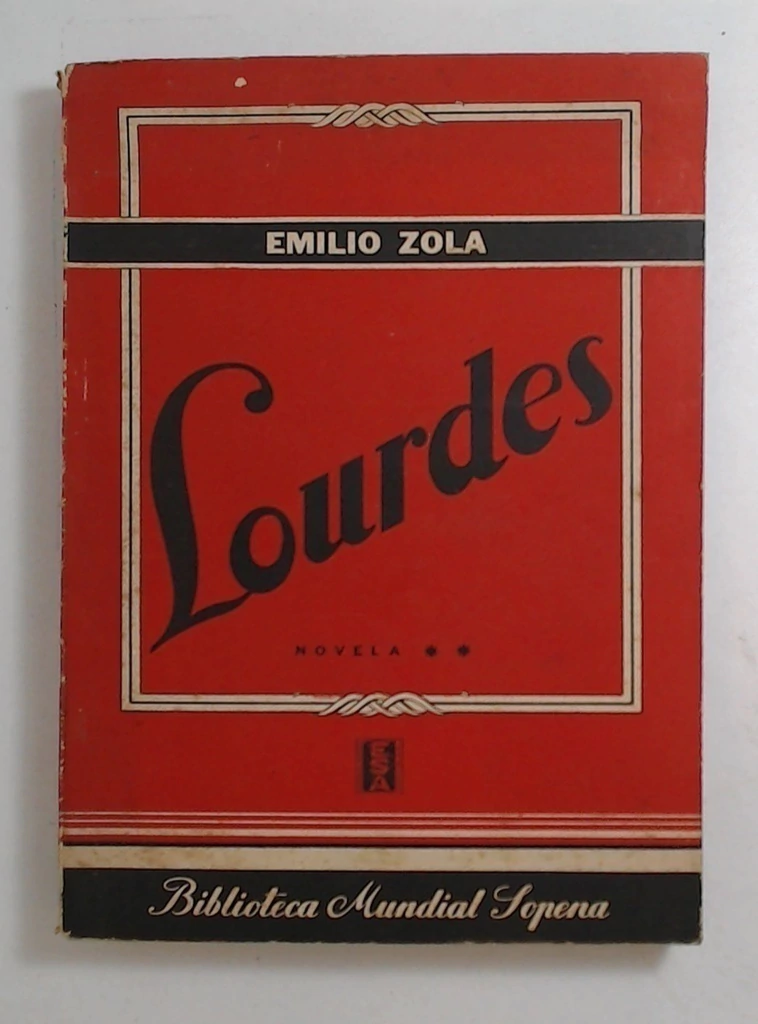 EMILIO ZOLA
Lourdes
NOVELA * *
ESA
Biblioteca Mundial Sopena